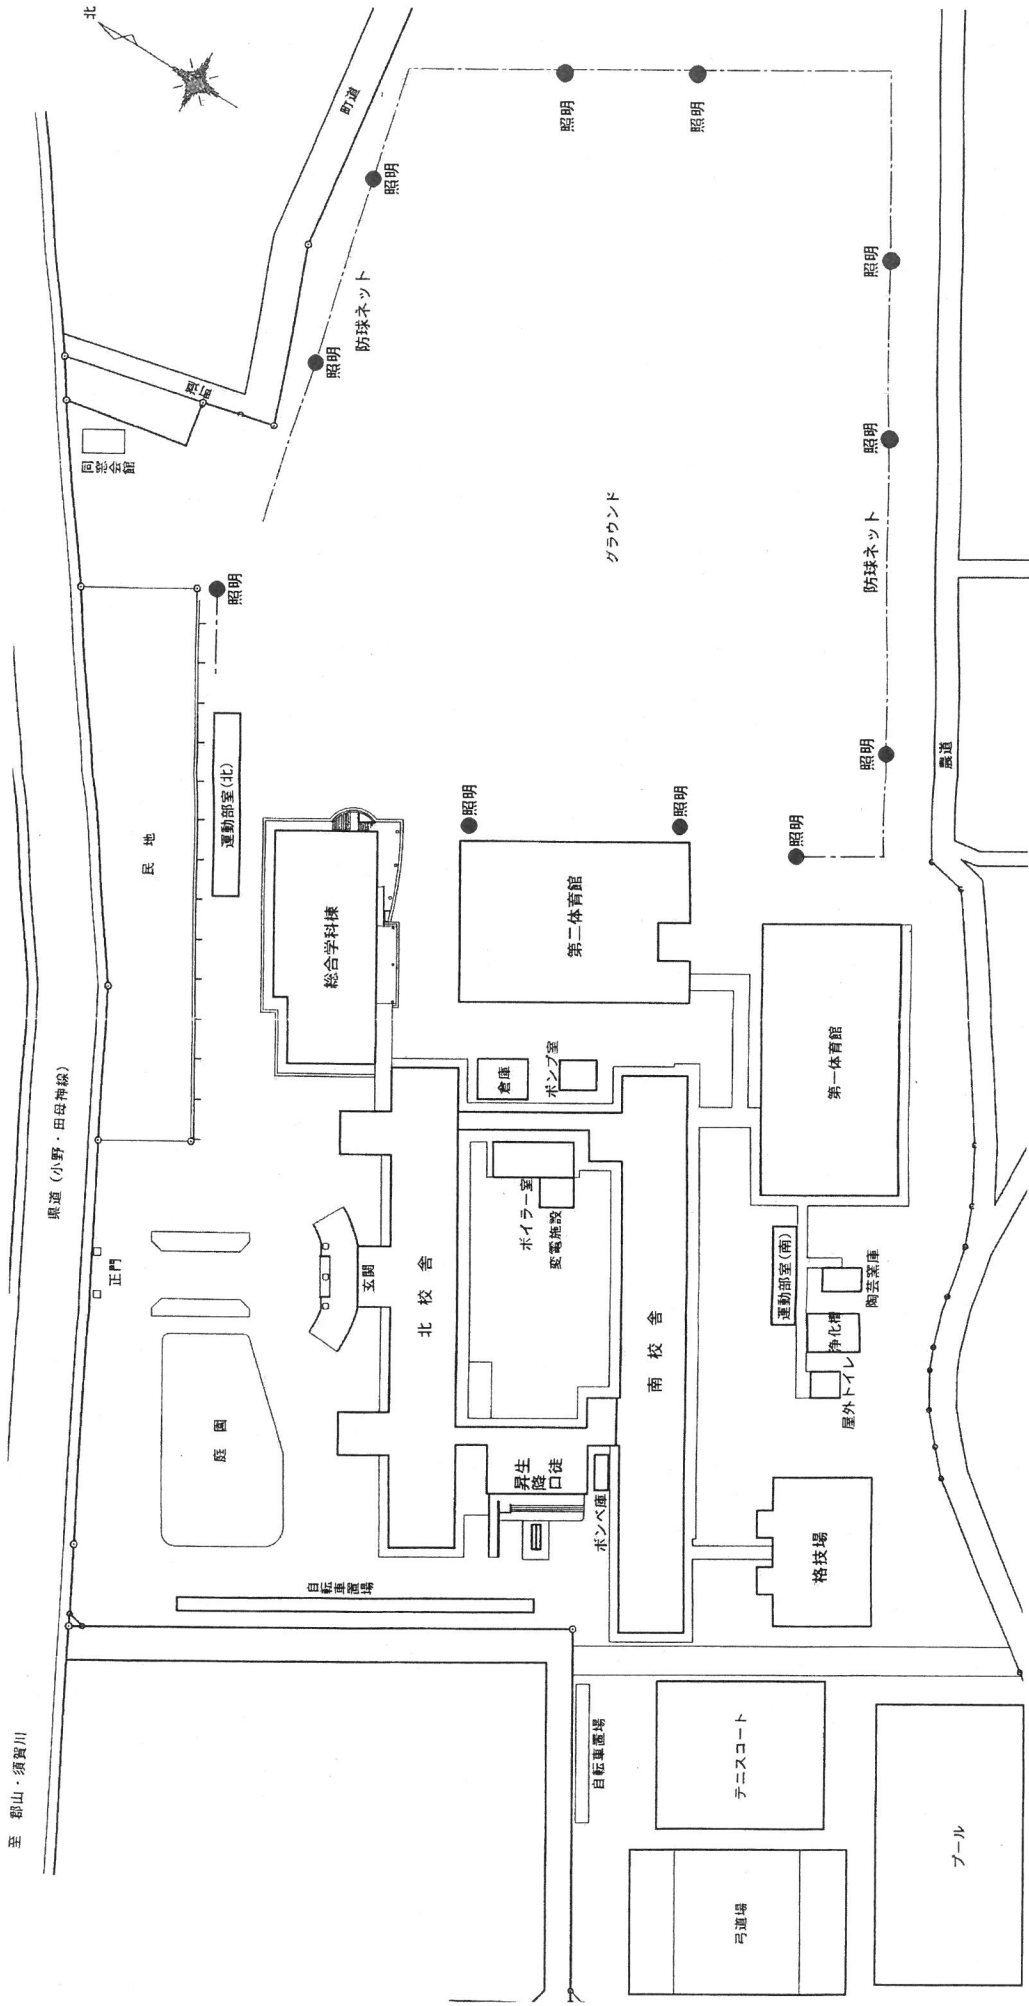 北
町道
町道
照明
照明
照明
照明
防球ネット
照明
照明
同窓会館
グラウンド
照明
防球ネット
照明
民地
運動部室(北)
照明
照明
照明
照明
農道
総合学科棟
第二体育館
第一体育館
倉庫
ポンプ室
県道(小野・田母神線)
正門
玄関
北校舎
ボイラー室
変電施設
南校舎
運動部室(南)
陶芸窯庫
浄化槽
屋外トイレ
庭園
生徒
昇降口
ボンベ庫
格技場
自転車置場
至 郡山・須賀川
自転車置場
テニスコート
弓道場
プール